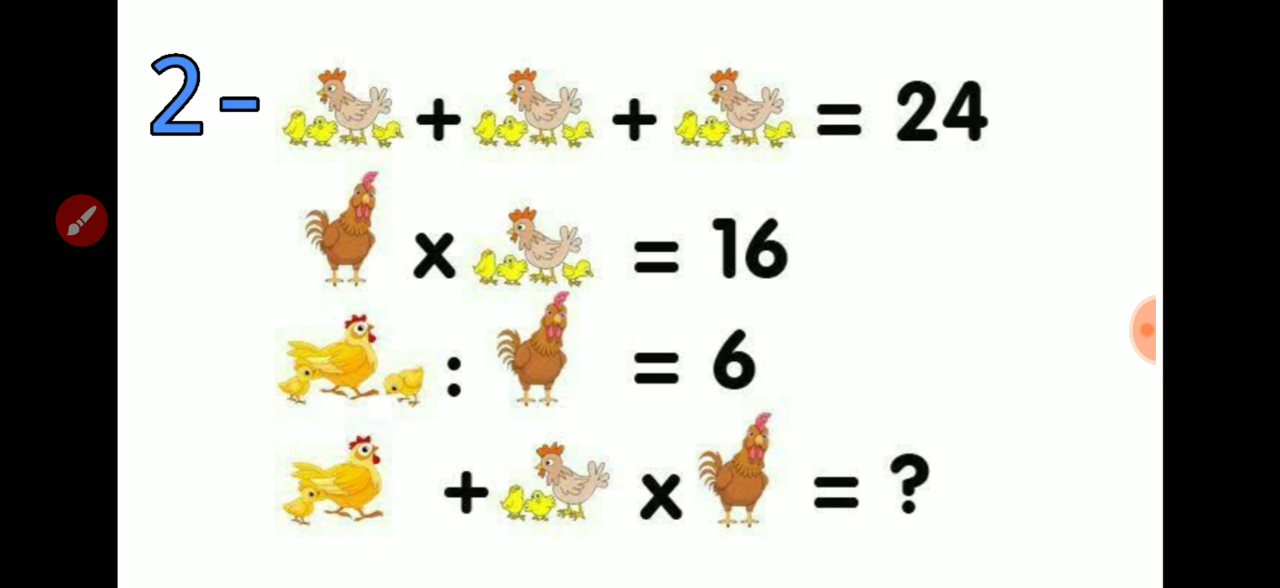 2- + + = 24
x = 16
: = 6
+ x = ?